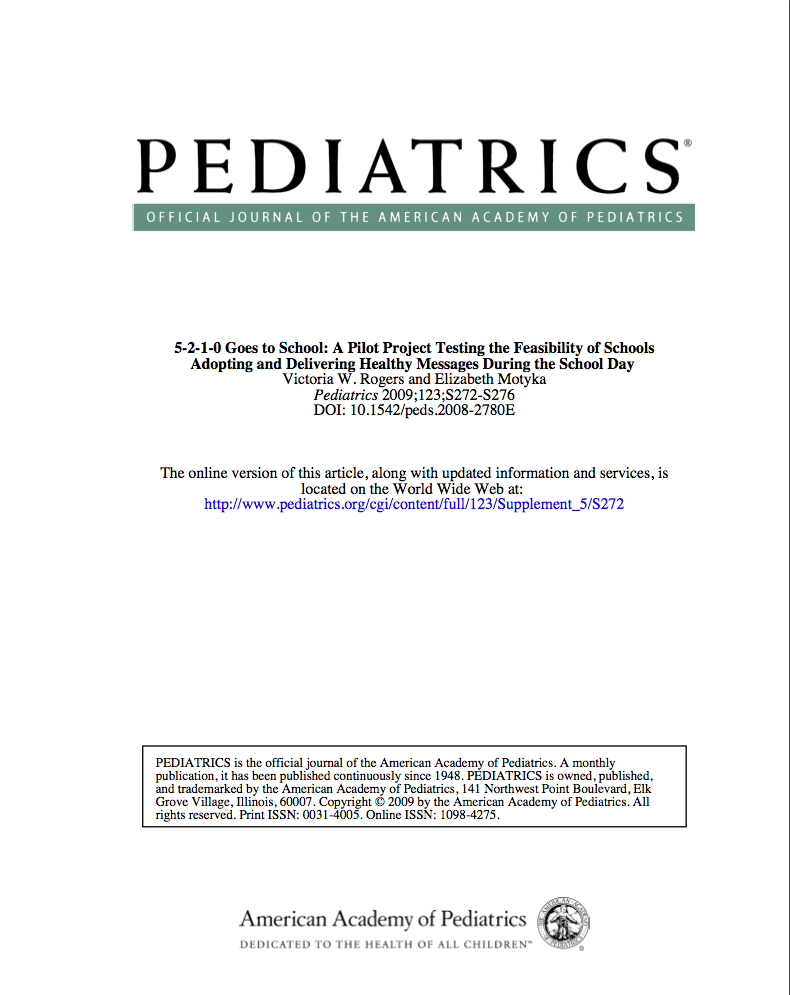 PEDIATRICS®
OFFICIAL JOURNAL OF THE AMERICAN ACADEMY OF PEDIATRICS
5-2-1-0 Goes to School: A Pilot Project Testing the Feasibility of Schools
Adopting and Delivering Healthy Messages During the School Day
Victoria W. Rogers and Elizabeth Motyka
Pediatrics 2009;123;S272-S276
DOI: 10.1542/peds.2008-2780E
The online version of this article, along with updated information and services, is
located on the World Wide Web at:
http://www.pediatrics.org/cgi/content/full/123/Supplement_5/S272
PEDIATRICS is the official journal of the American Academy of Pediatrics. A monthly
publication, it has been published continuously since 1948. PEDIATRICS is owned, published,
and trademarked by the American Academy of Pediatrics, 141 Northwest Point Boulevard, Elk
Grove Village, Illinois, 60007. Copyright © 2009 by the American Academy of Pediatrics. All
rights reserved. Print ISSN: 0031-4005. Online ISSN: 1098-4275.
American Academy of Pediatrics
DEDICATED TO THE HEALTH OF ALL CHILDREN™